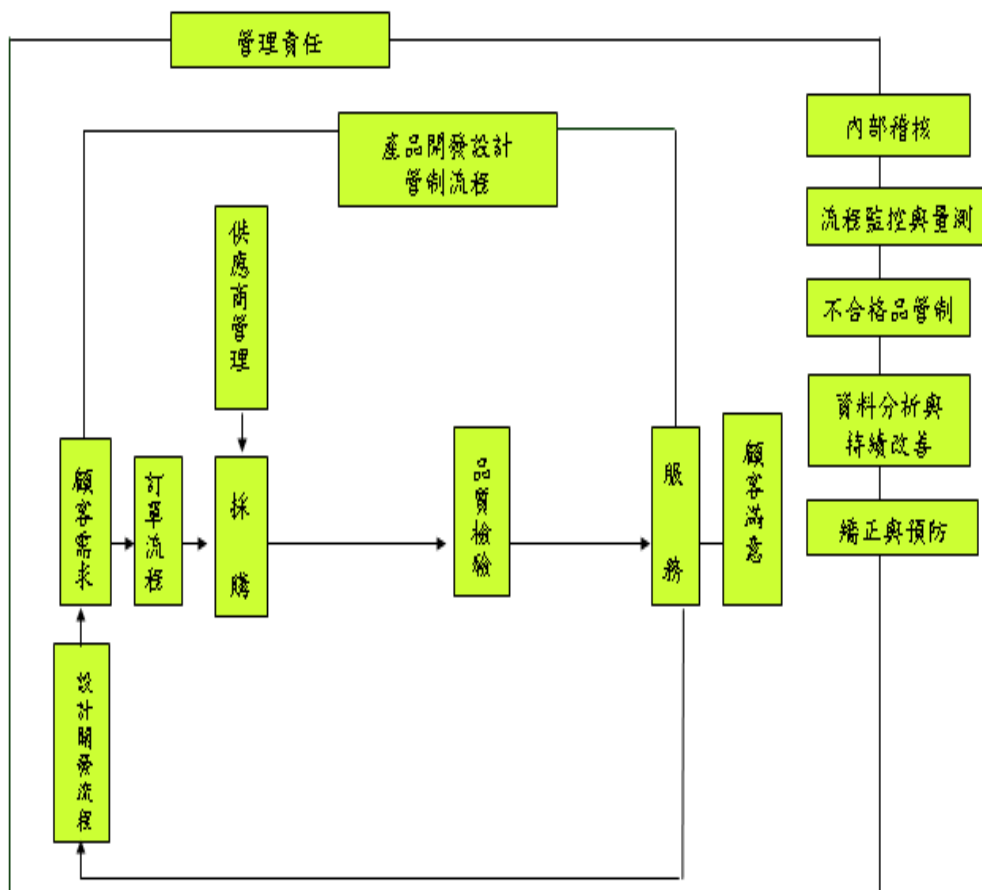 管理責任
內部稽核
產品開發設計
管制流程
流程監控與量測
供應商管理
不合格品管制
資料分析與
持續改善
顧客需求
訂單流程
採購
品質檢驗
服務
顧客滿意
矯正與預防
設計開發流程